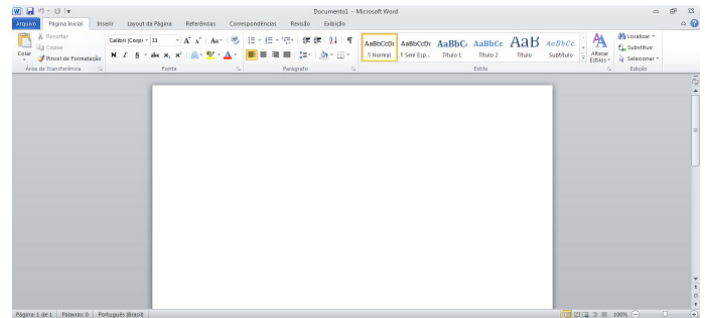 Documento1 - Microsoft Word
Arquivo Página Inicial Inserir Layout da Página Referências Correspondências Revisão Exibição
Colar
Recortar
Copiar
Pincel de Formatação
Área de Transferência
Calibri (Corpo 11
N I S abc x, x² A
Fonte
Parágrafo
AaBbCcDc AaBbCcDc AaBbC AaBbCc AaB AaBbCc.
¶ Normal ¶ Sem Esp... Título 1 Título 2 Título Subtítulo
Alterar
Estilos
Estilo
Localizar
Substituir
Selecionar
Edição
Página: 1 de 1 Palavras: 0 Português (Brasil) 100%